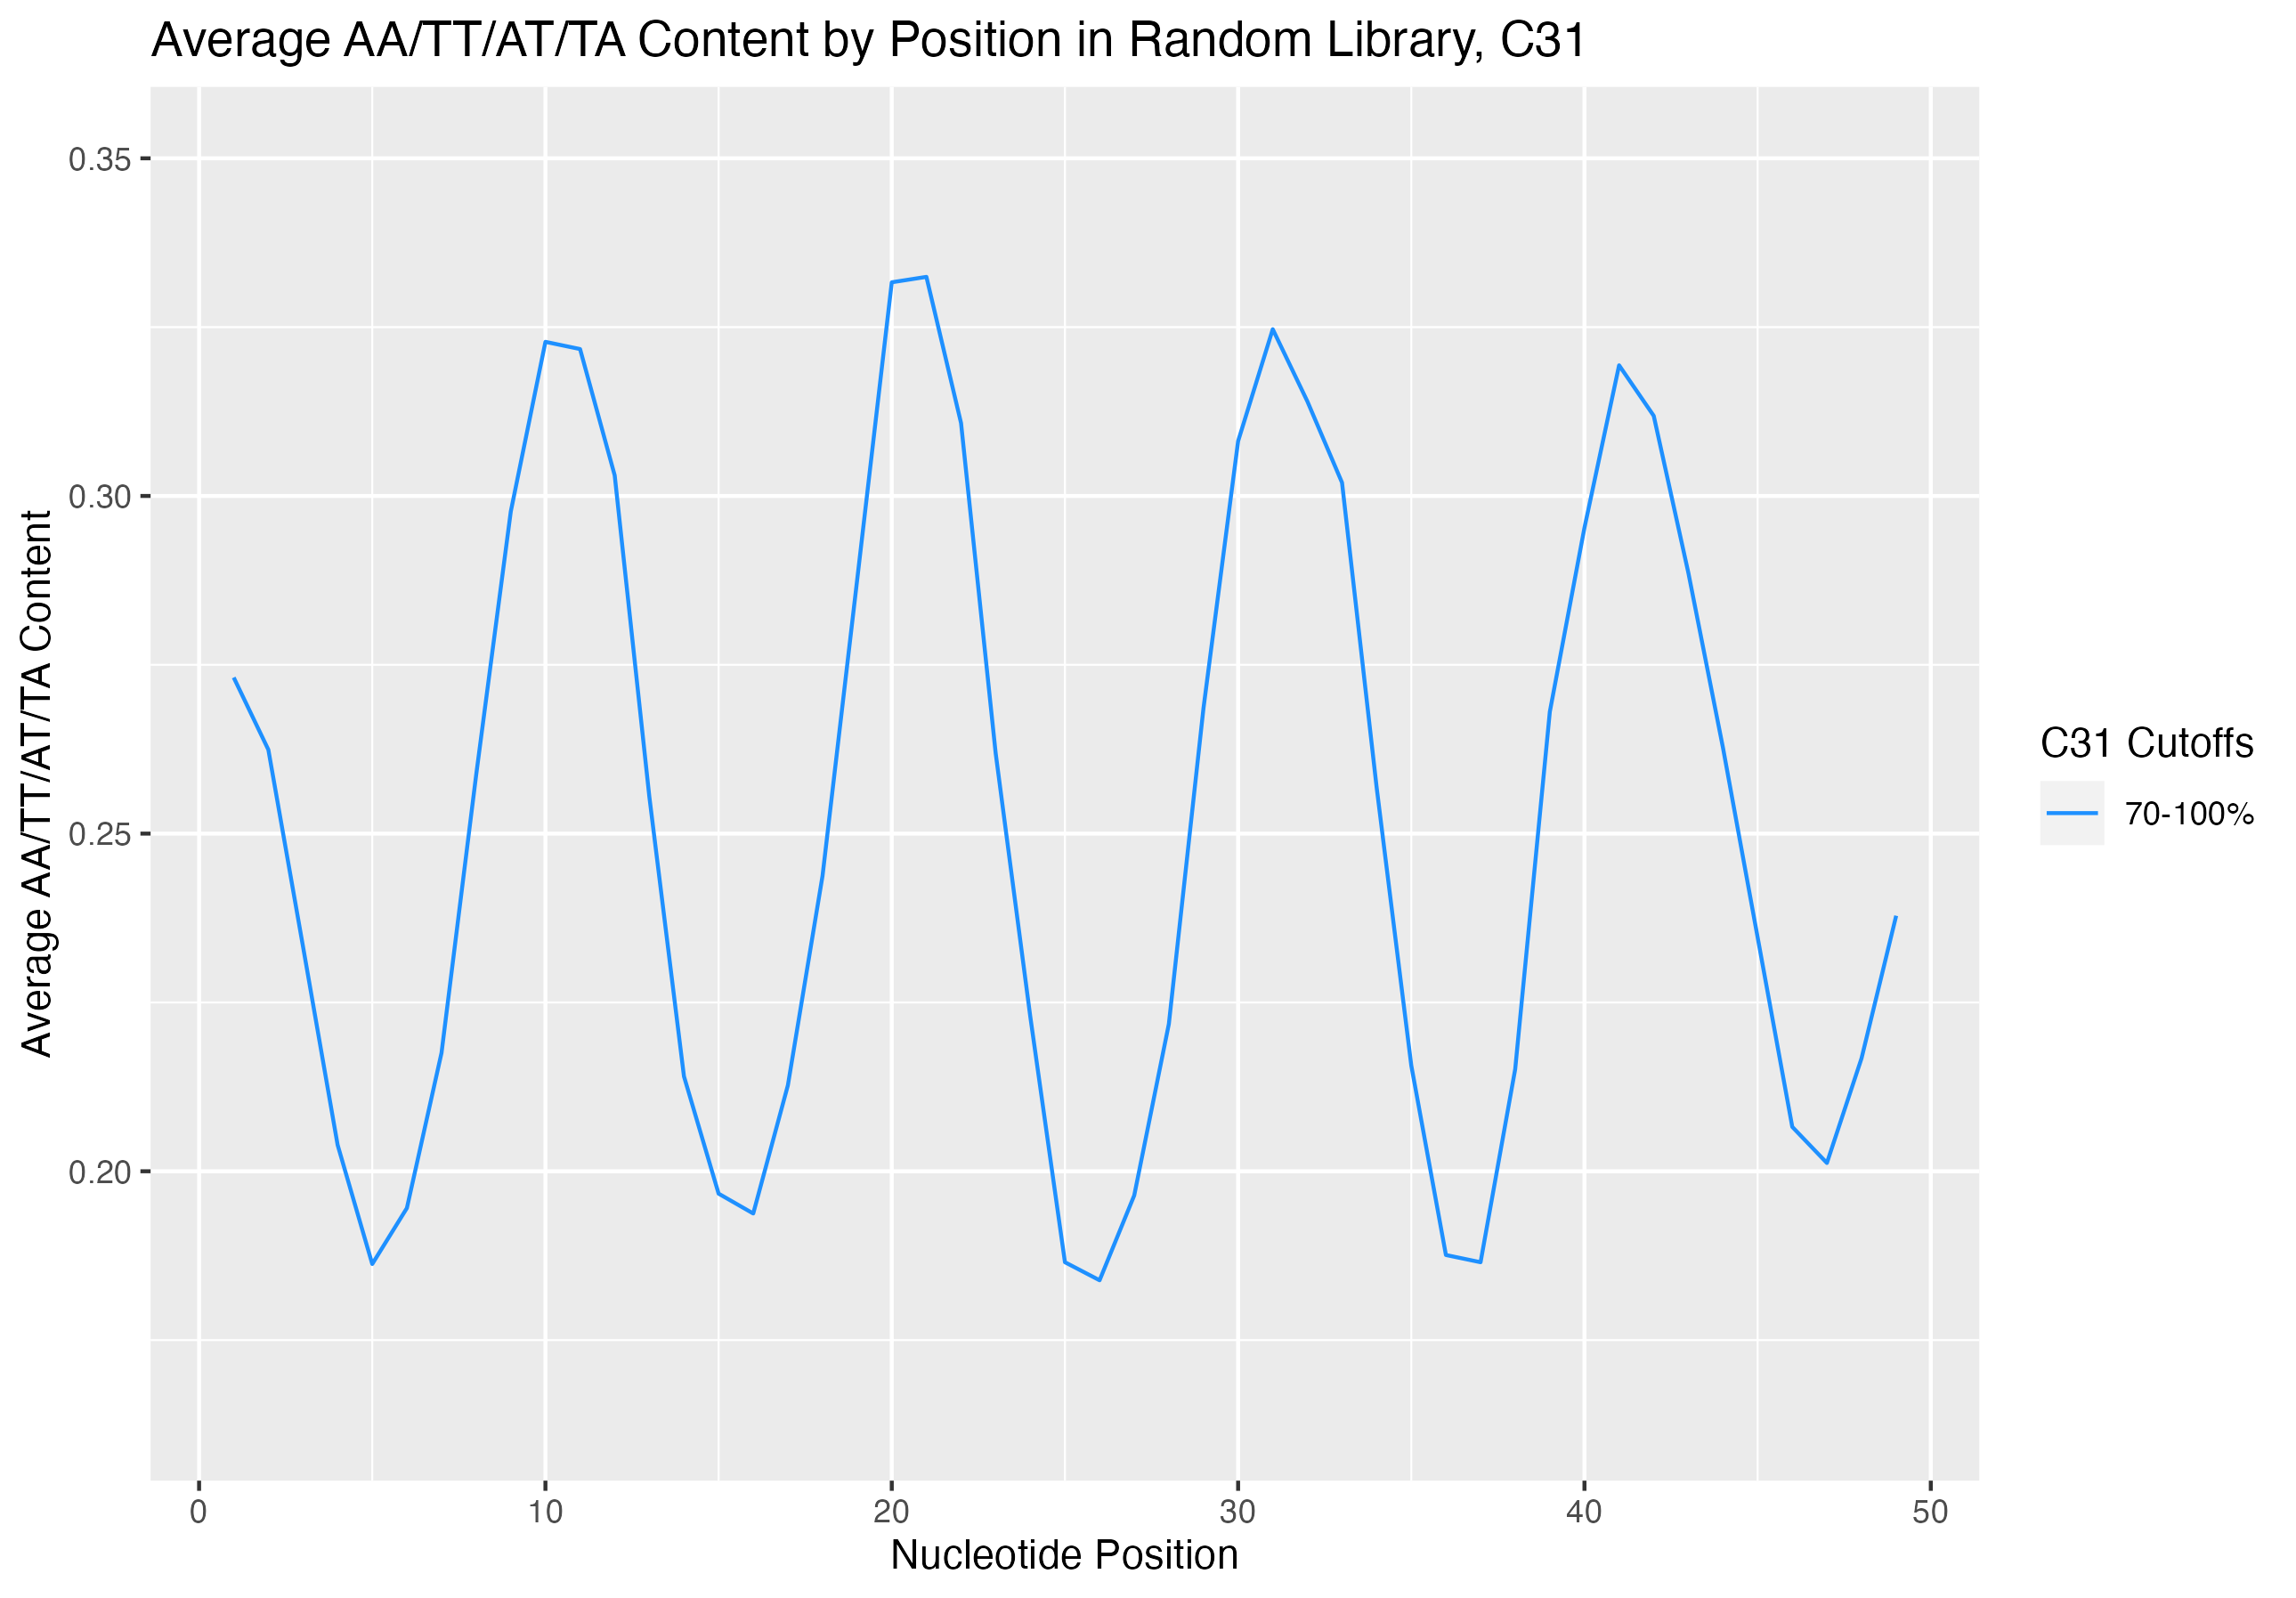 Average AA/TT/AT/TA Content by Position in Random Library, C31
Average AA/TT/AT/TA Content
0.35
0.30
0.25
0.20
0 10 20 30 40 50
Nucleotide Position
C31 Cutoffs
70-100%